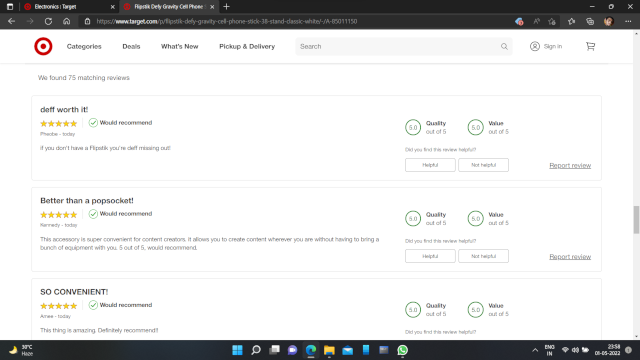 Electronics : Target
Flipstik Defy Gravity Cell Phone
https://www.target.com/p/flipstik-defy-gravity-cell-phone-stick-38-stand-classic-white/-/A-85011150
Categories Deals What's New Pickup & Delivery Search Sign in
We found 75 matching reviews
deff worth it!
Would recommend
Phoebe - today
If you don't have a Flipstik you're deff missing out!
5.0 Quality out of 5 5.0 Value out of 5
Did you find this review helpful?
Helpful Not helpful Report review
Better than a popsocket!
Would recommend
Kennedy - today
This accessory is super convenient for content creators. it allows you to create content wherever you are without having to bring a
bunch of equipment with you. 5 out of 5, would recommend.
5.0 Quality out of 5 5.0 Value out of 5
Did you find this review helpful?
Helpful Not helpful Report review
SO CONVENIENT!
Would recommend
Aimee - today
This thing is amazing. Definitely recommend!!
5.0 Quality out of 5 5.0 Value out of 5
Did you find this review helpful?
30°C
Haze
ENG
IN
23:58
01-05-2022